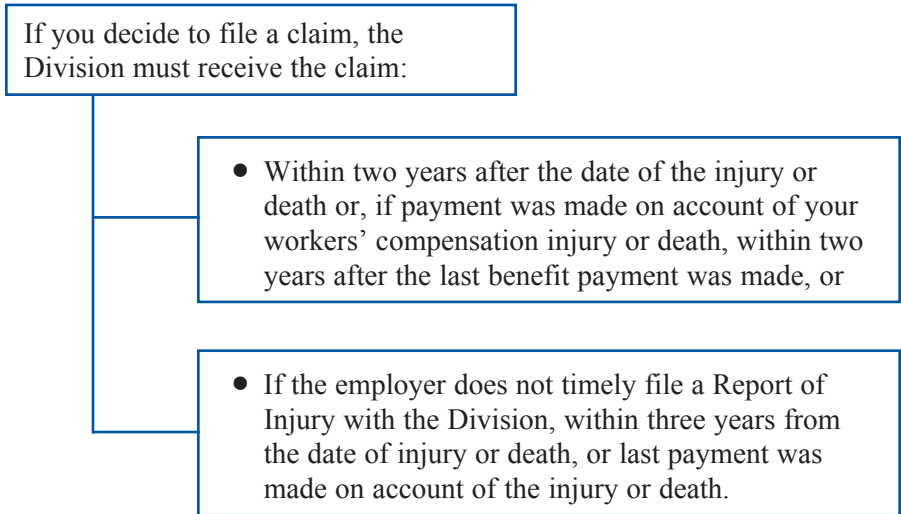 If you decide to file a claim, the
Division must receive the claim:
● Within two years after the date of the injury or
death or, if payment was made on account of your
workers’ compensation injury or death, within two
years after the last benefit payment was made, or
● If the employer does not timely file a Report of
Injury with the Division, within three years from
the date of injury or death, or last payment was
made on account of the injury or death.